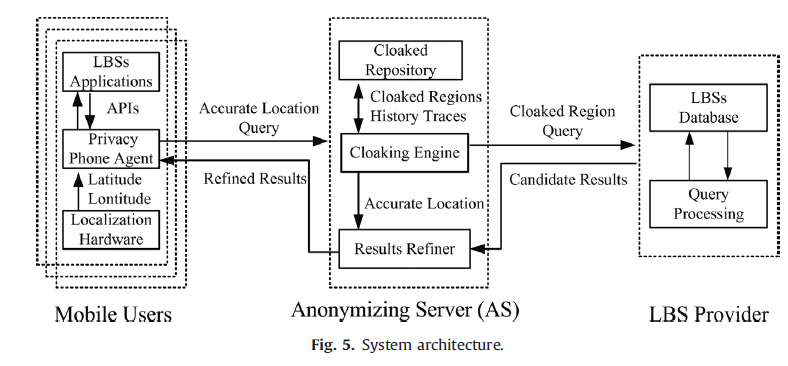 LBSs
Applications
APIs
Privacy
Phone Agent
Latitude
Lontitude
Localization
Hardware
Mobile Users
Accurate Location
Query
Refined Results
Cloaked
Repository
Cloaked Regions
History Traces
Cloaking Engine
Accurate Location
Results Refiner
Anonymizing Server (AS)
Cloaked Region
Query
Candidate Results
LBSs
Database
Query
Processing
LBS Provider
Fig. 5. System architecture.